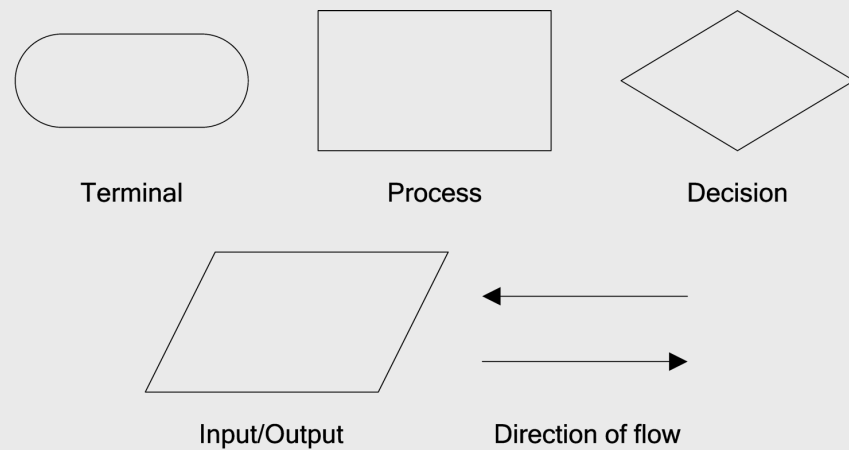 Terminal
Process
Decision
Input/Output
Direction of flow